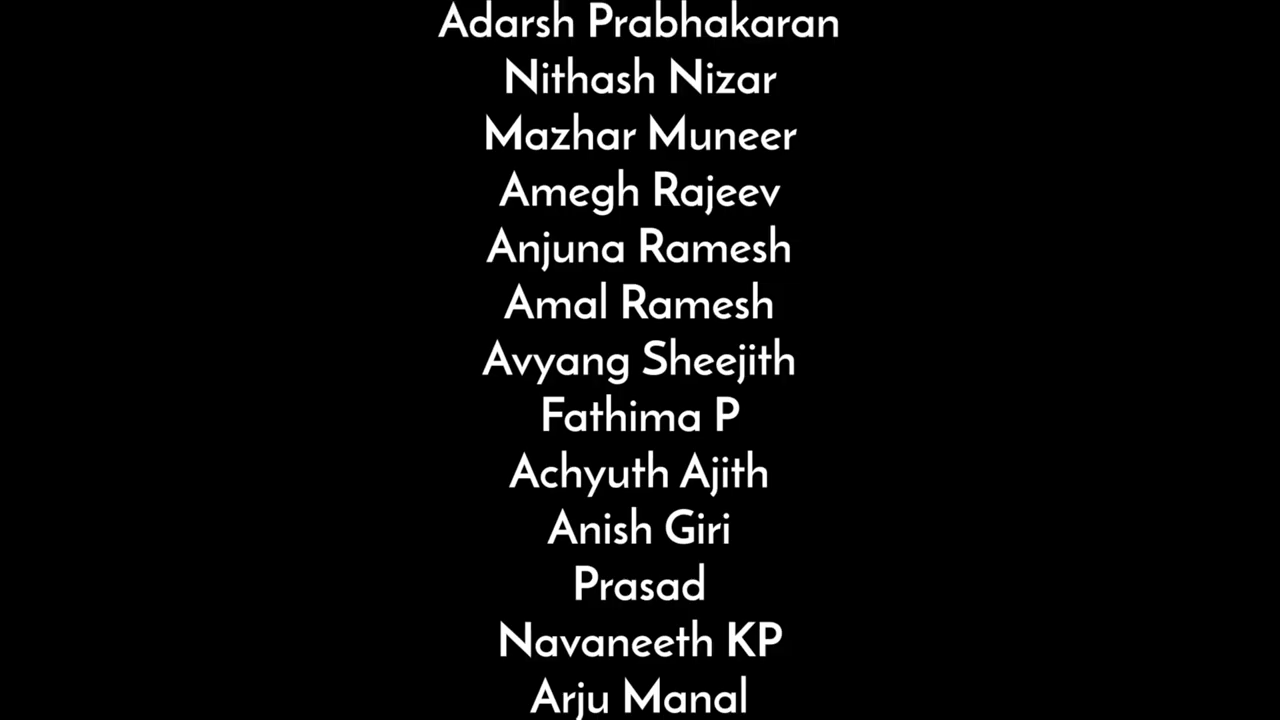 Adarsh Prabhakaran
Nithash Nizar
Mazhar Muneer
Amegh Rajeev
Anjuna Ramesh
Amal Ramesh
Avyang Sheejith
Fathima P
Achyuth Ajith
Anish Giri
Prasad
Navaneeth KP
Arju Manal